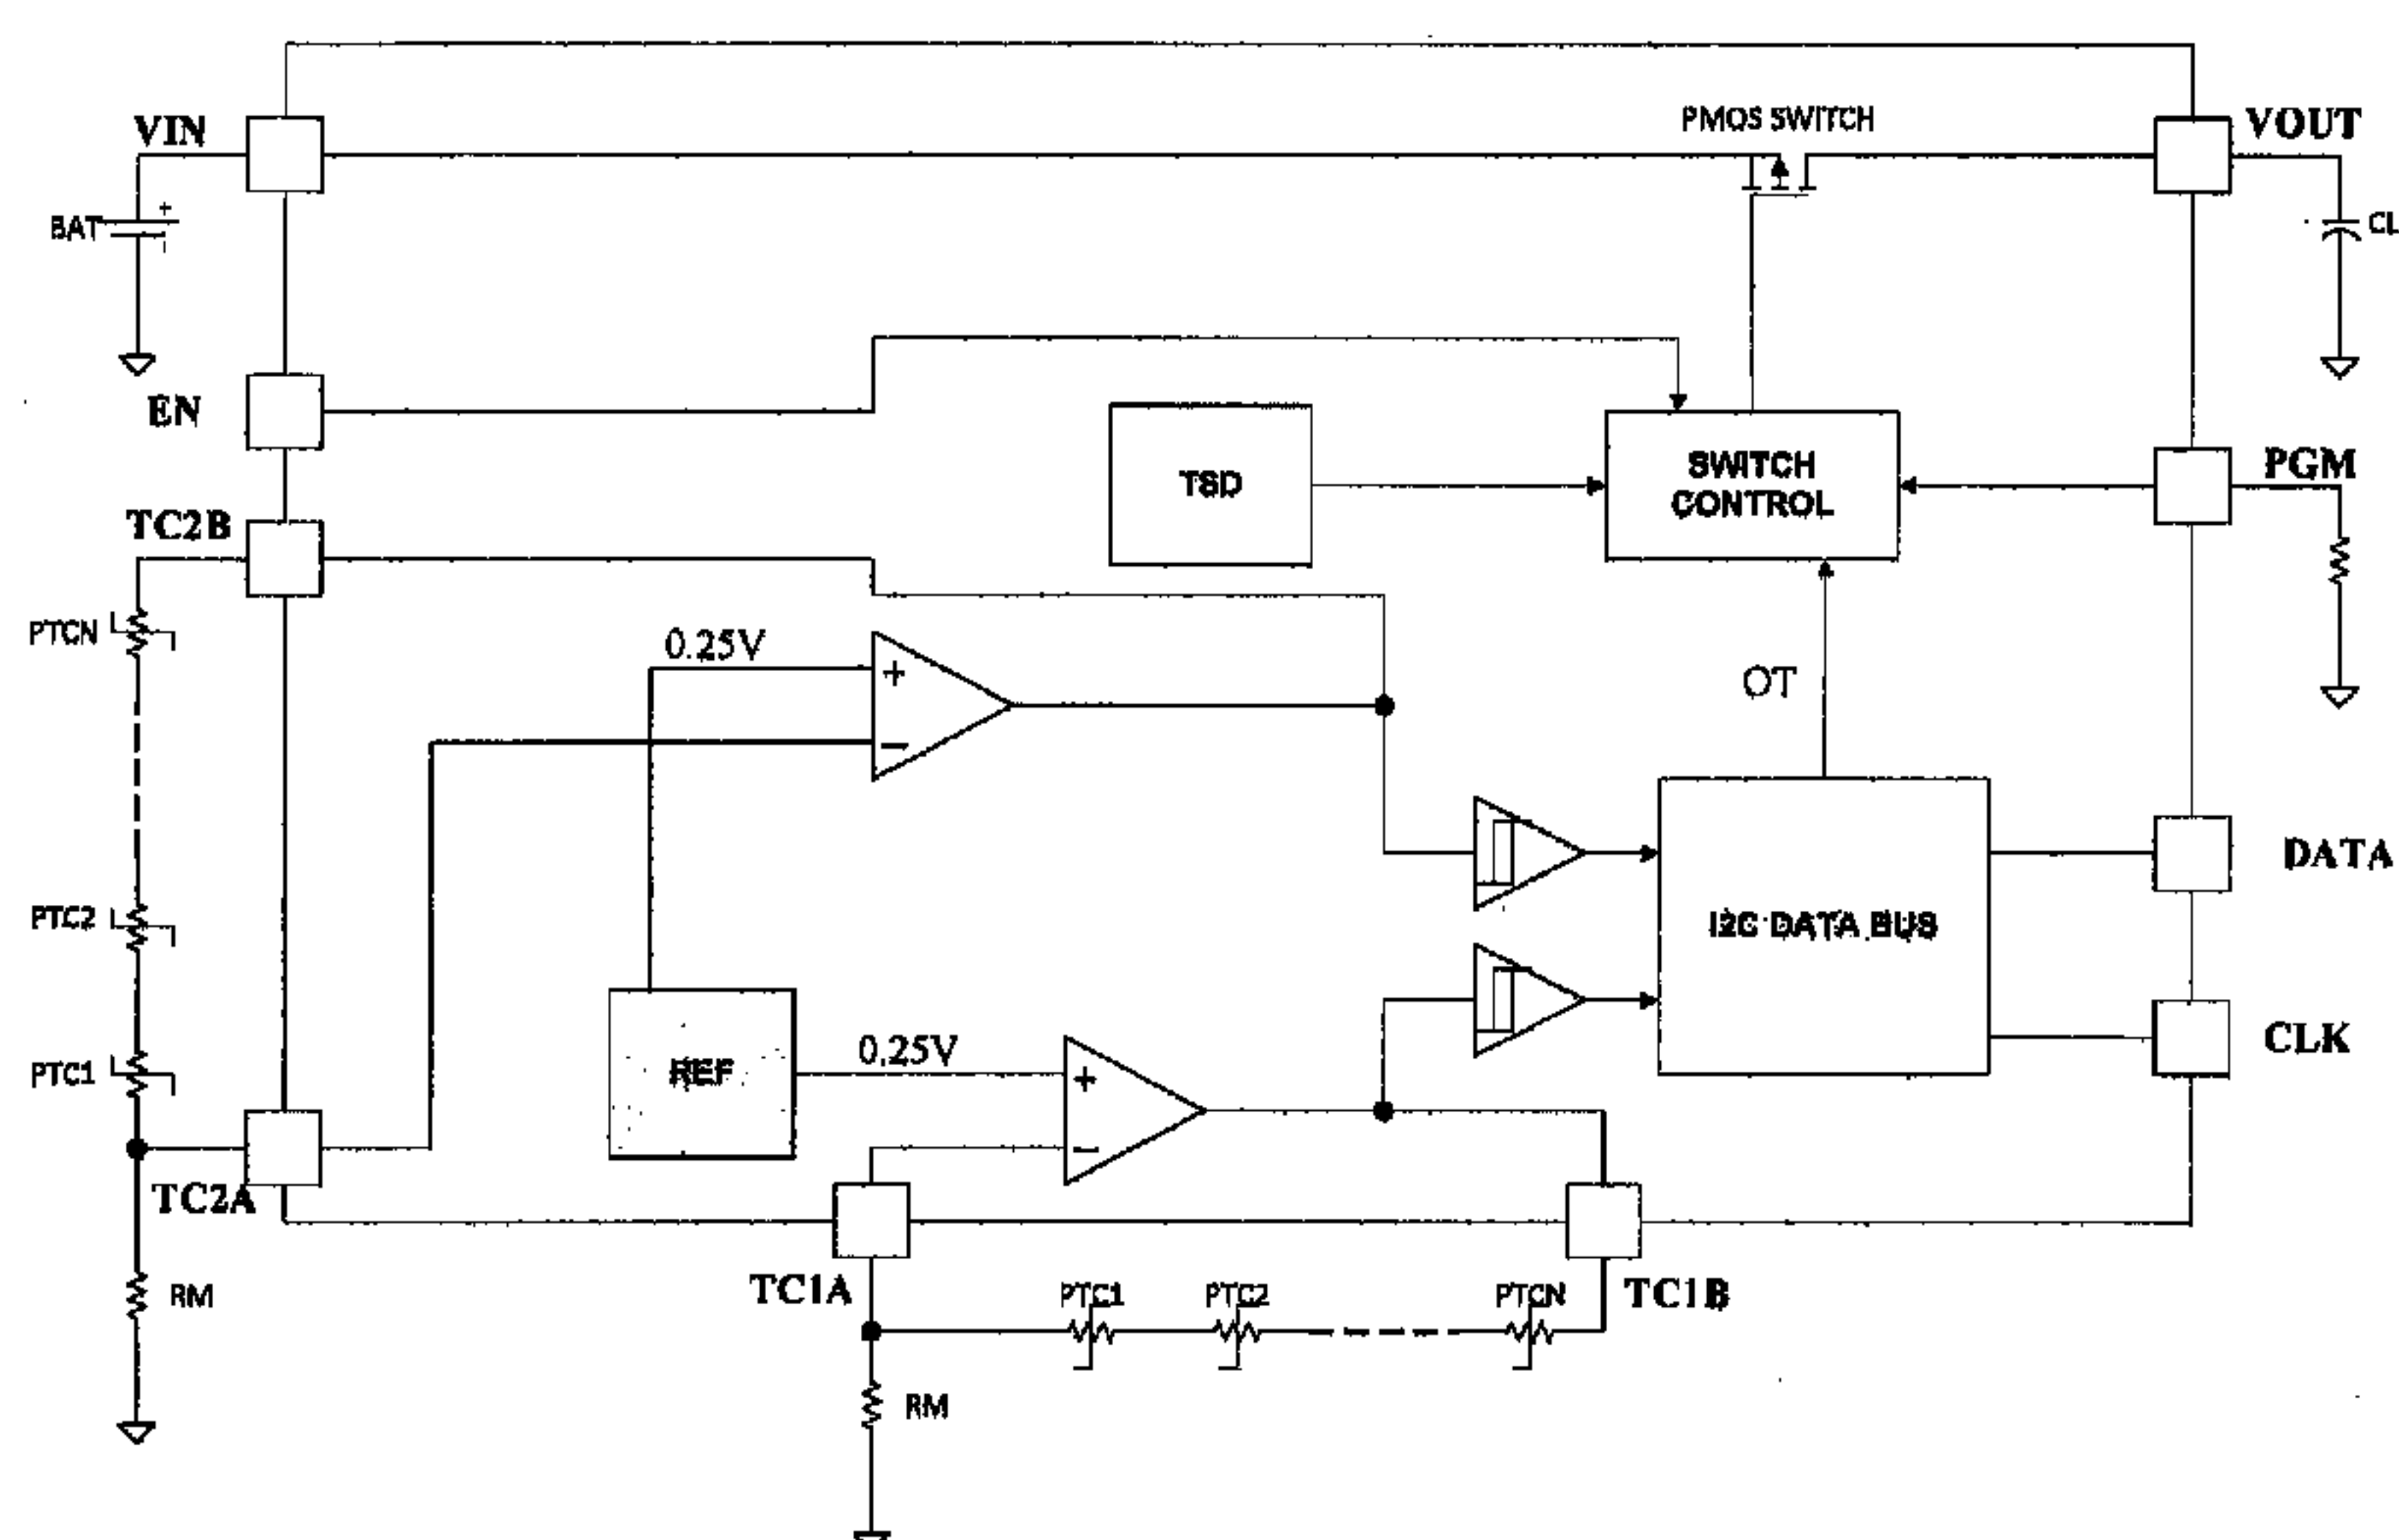 PMOS SWITCH
VIN
VOUT
BAT
+
CL
EN
TSD
SWITCH
CONTROL
PGM
TC2B
PTCN
0.25V
+
−
OT
PTC2
I2C DATA BUS
DATA
PTC1
REF
0.25V
+
−
CLK
TC2A
RM
TC1A
PTC1
PTC2
PTCN
TC1B
RM